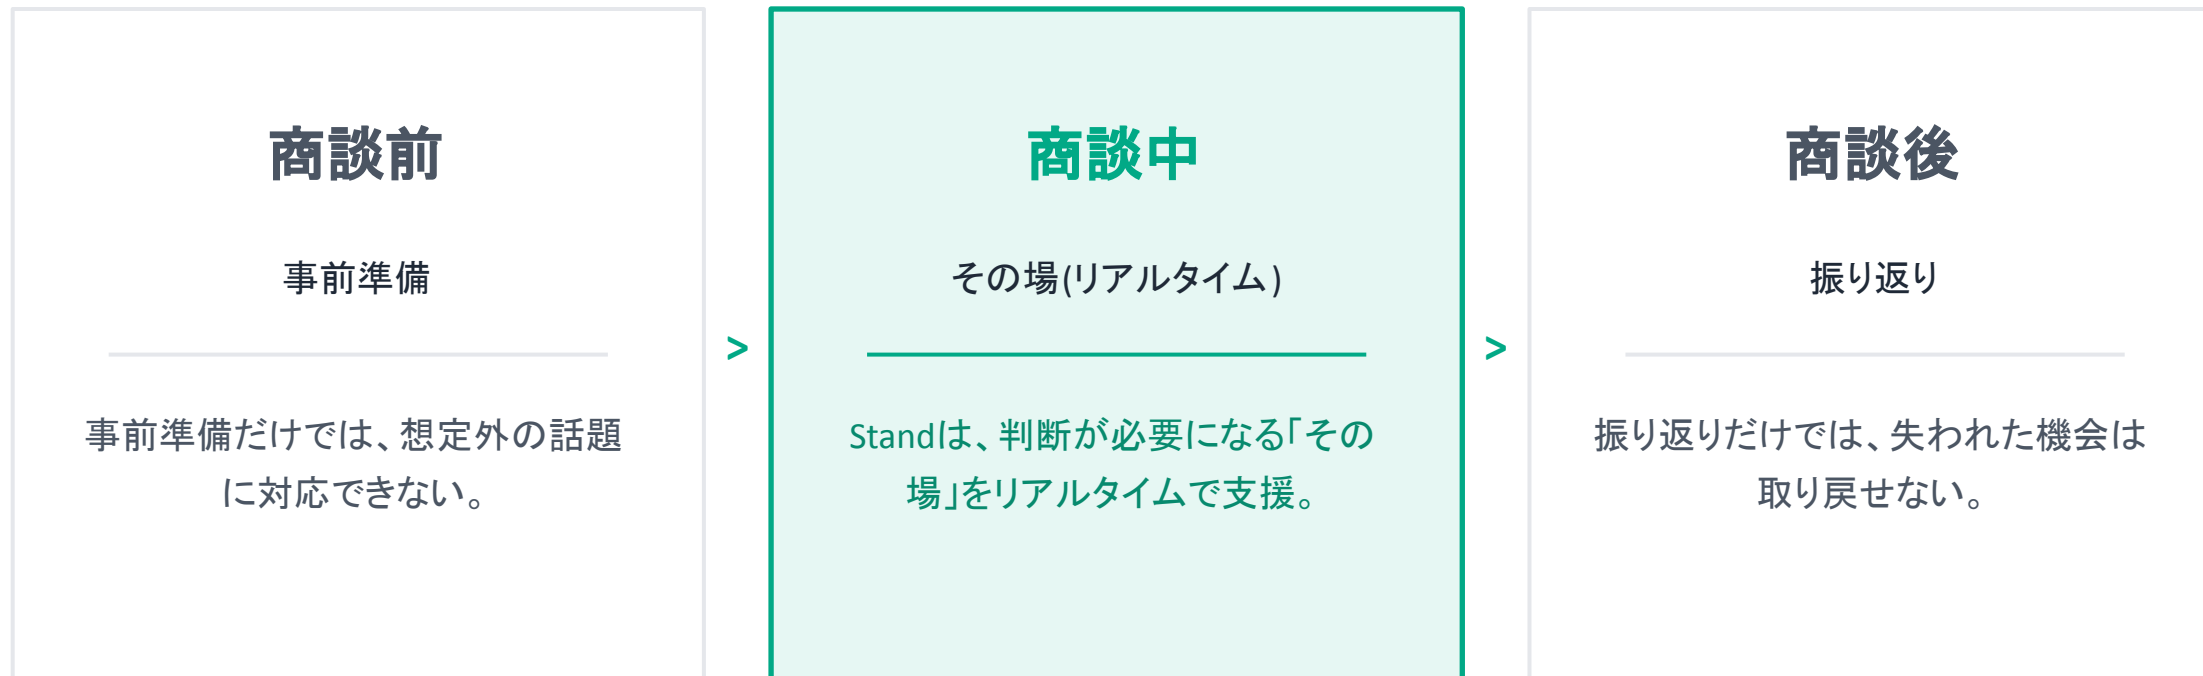 商談前
事前準備
事前準備だけでは、想定外の話題
に対応できない。
>
商談中
その場(リアルタイム)
Standは、判断が必要になる「その
場」をリアルタイムで支援。
>
商談後
振り返り
振り返りだけでは、失われた機会は
取り戻せない。